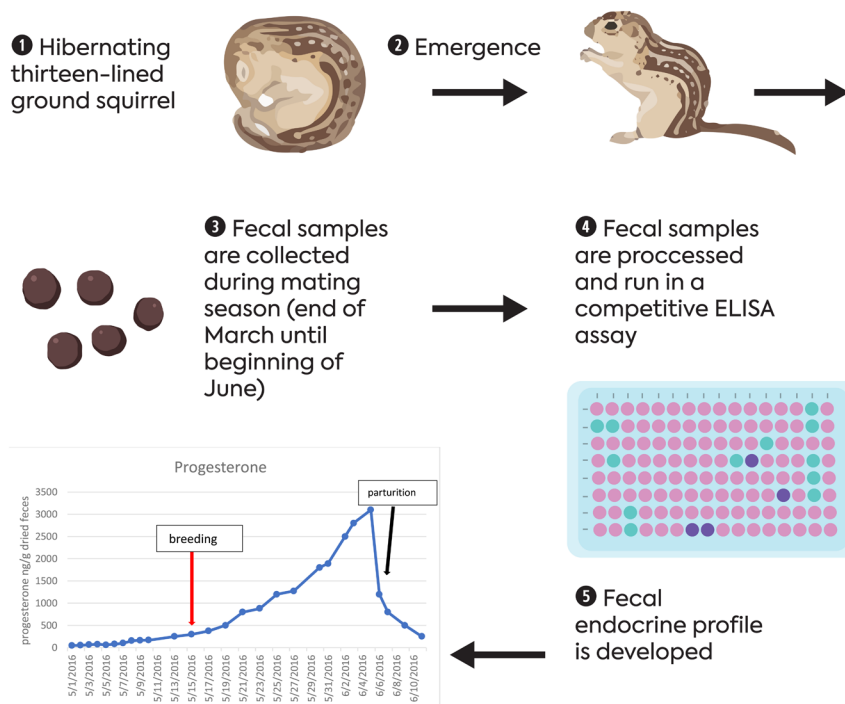 ❶ Hibernating
thirteen-lined
ground squirrel
❷ Emergence
❸ Fecal samples
are collected
during mating
season (end of
March until
beginning of
June)
❹ Fecal samples
are proccessed
and run in a
competitive ELISA
assay
Progesterone
progesterone ng/g dried feces
3500
3000
2500
2000
1500
1000
500
0
breeding
parturition
5/1/2016
5/3/2016
5/5/2016
5/7/2016
5/9/2016
5/11/2016
5/13/2016
5/15/2016
5/17/2016
5/19/2016
5/21/2016
5/23/2016
5/25/2016
5/27/2016
5/29/2016
5/31/2016
6/2/2016
6/4/2016
6/6/2016
6/8/2016
6/10/2016
❺ Fecal
endocrine profile
is developed